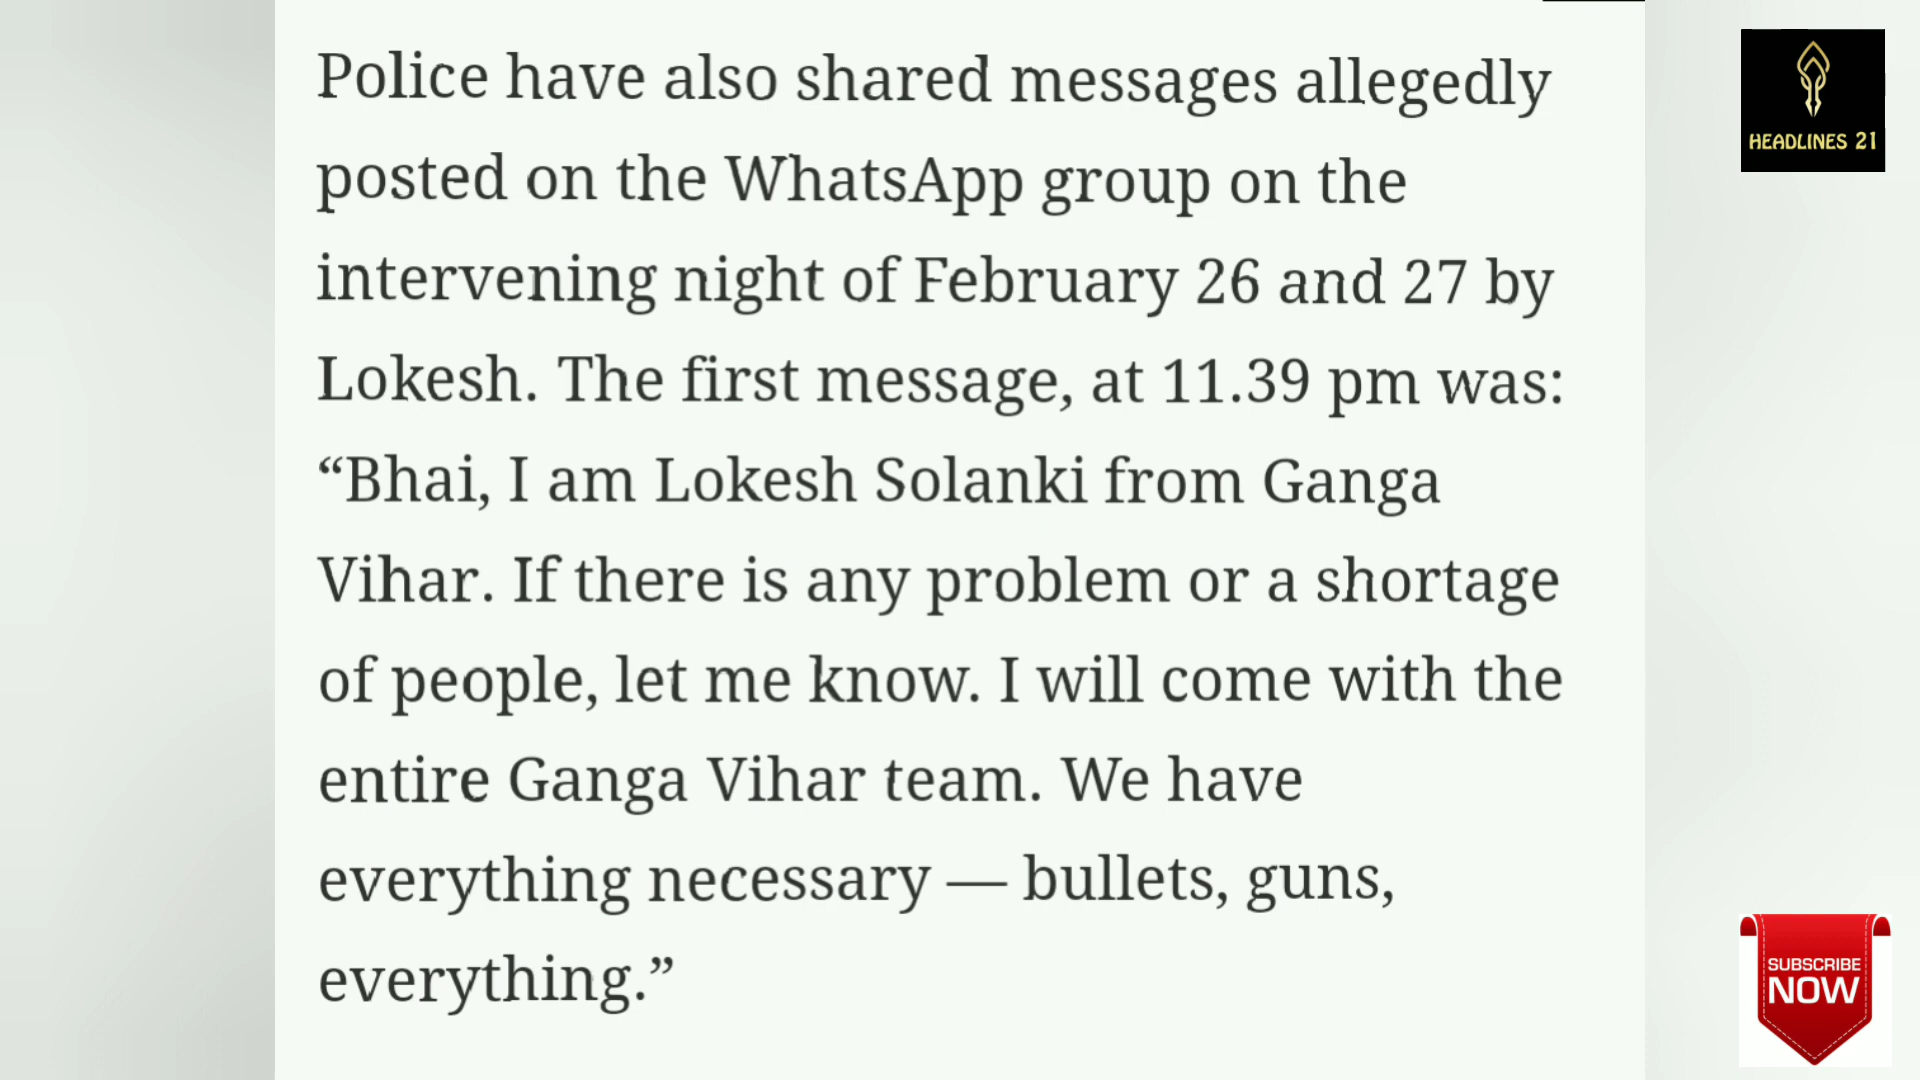 Police have also shared messages allegedly
posted on the WhatsApp group on the
intervening night of February 26 and 27 by
Lokesh. The first message, at 11.39 pm was:
“Bhai, I am Lokesh Solanki from Ganga
Vihar. If there is any problem or a shortage
of people, let me know. I will come with the
entire Ganga Vihar team. We have
everything necessary — bullets, guns,
everything.”
HEADLINES 21
SUBSCRIBE
NOW